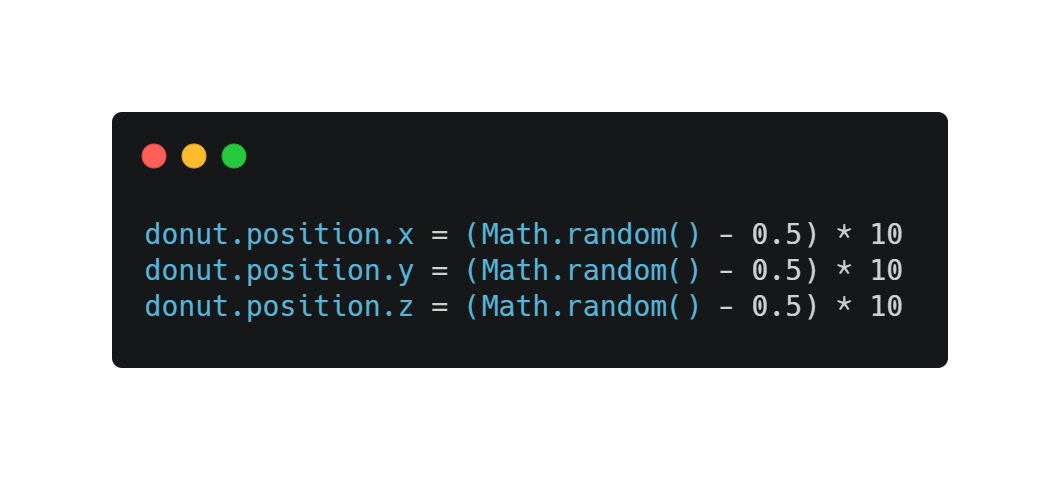 donut.position.x = (Math.random() - 0.5) * 10
donut.position.y = (Math.random() - 0.5) * 10
donut.position.z = (Math.random() - 0.5) * 10